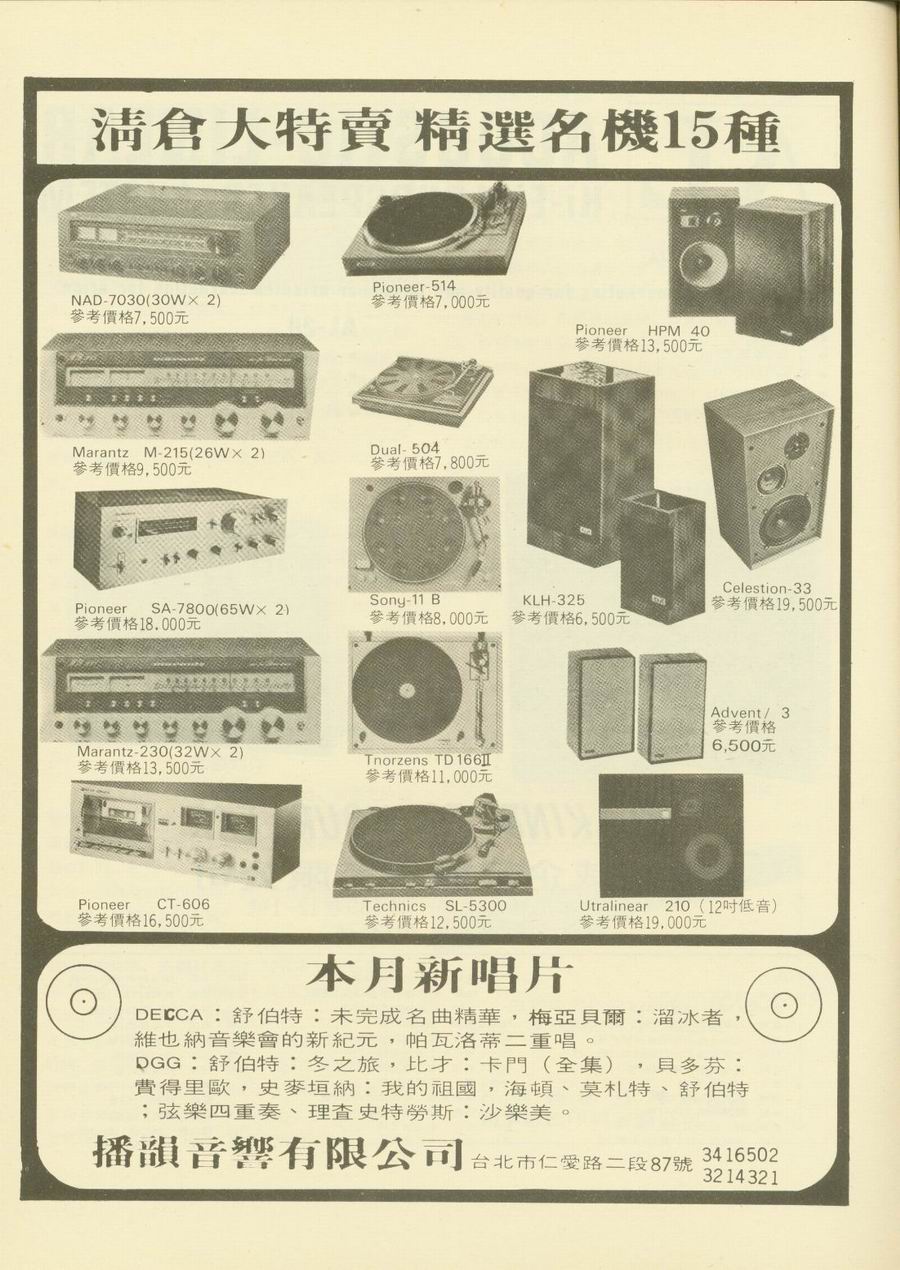 清倉大特賣 精選名機15種
NAD-7030(30W× 2)
參考價格7,500元
Pioneer-514
參考價格7,000元
Pioneer HPM 40
參考價格13,500元
Marantz M-215(26W× 2)
參考價格9,500元
Dual- 504
參考價格7,800元
Pioneer SA-7800(65W× 2)
參考價格18.000元
Sony-11 B
參考價格8,000元
KLH-325
參考價格6,500元
Celestion-33
參考價格19,500元
Marantz-230(32W× 2)
參考價格13,500元
Tnorzens TD166II
參考價格11,000元
Advent/ 3
參考價格
6,500元
Pioneer CT-606
參考價格16,500元
Technics SL-5300
參考價格12,500元
Utralinear 210 (12吋低音)
參考價格19,000元
本月新唱片
DECCA：舒伯特：未完成名曲精華，梅亞貝爾：溜冰者，
維也納音樂會的新紀元，帕瓦洛蒂二重唱。
DGG：舒伯特：冬之旅，比才：卡門（全集），貝多芬：
費得里歐，史麥垣納：我的祖國，海頓、莫札特、舒伯特
；弦樂四重奏、理査史特勞斯：沙樂美。
播韻音響有限公司 台北市仁愛路二段87號 3416502
3214321